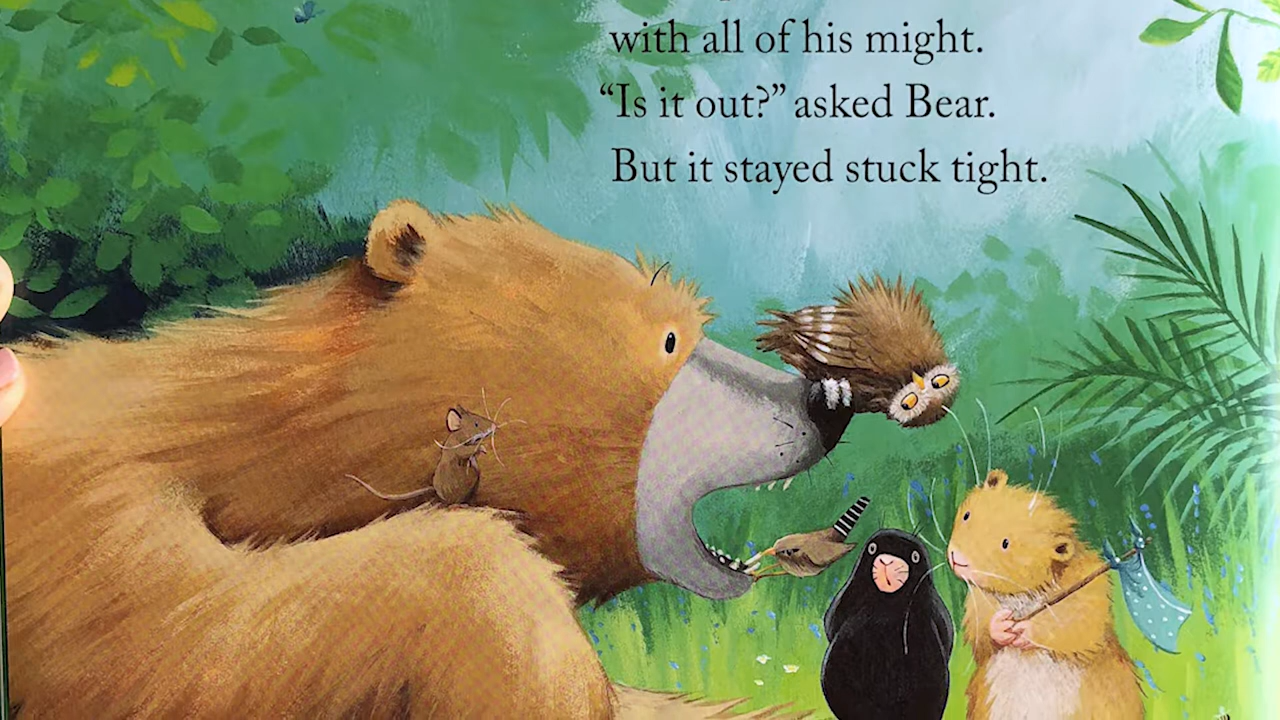 with all of his might.
“Is it out?” asked Bear.
But it stayed stuck tight.